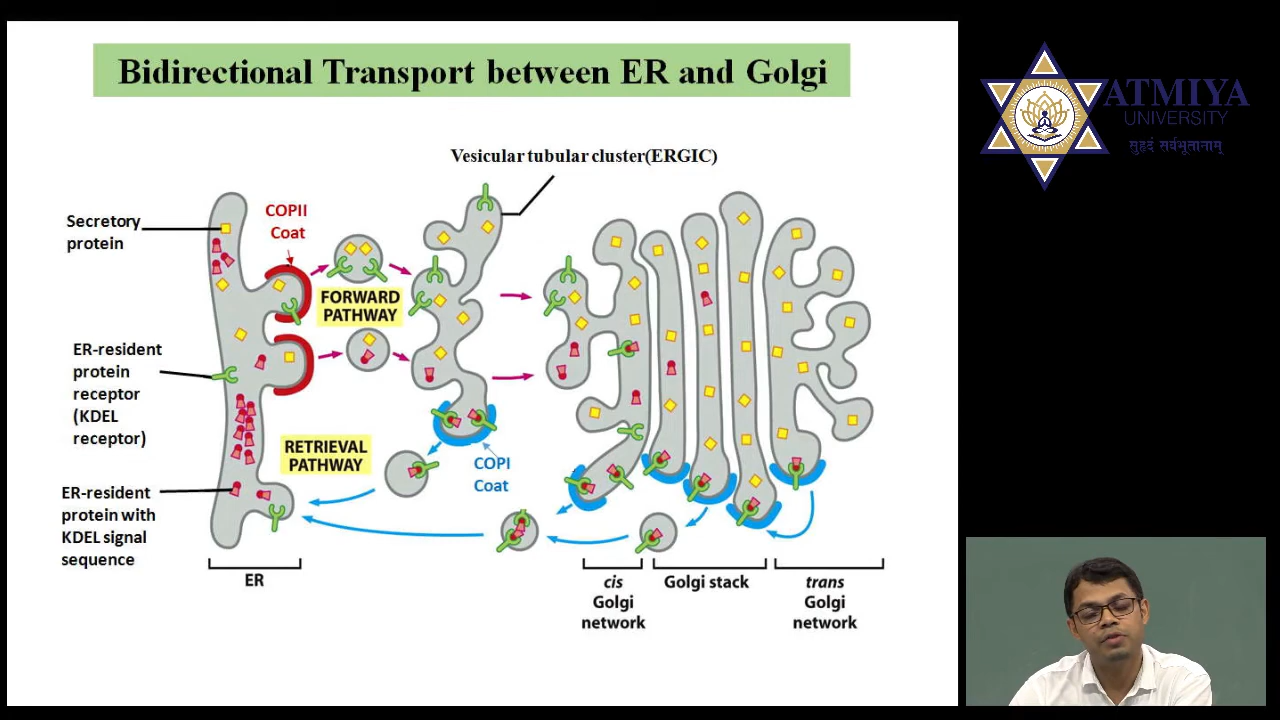 Bidirectional Transport between ER and Golgi
ATMIYA
UNIVERSITY
सुहृदं सर्वभूतानाम्
Vesicular tubular cluster(ERGIC)
Secretory
protein
COPII
Coat
FORWARD
PATHWAY
ER-resident
protein
receptor
(KDEL
receptor)
RETRIEVAL
PATHWAY
COPI
Coat
ER-resident
protein with
KDEL signal
sequence
ER
cis
Golgi
network
Golgi stack
trans
Golgi
network